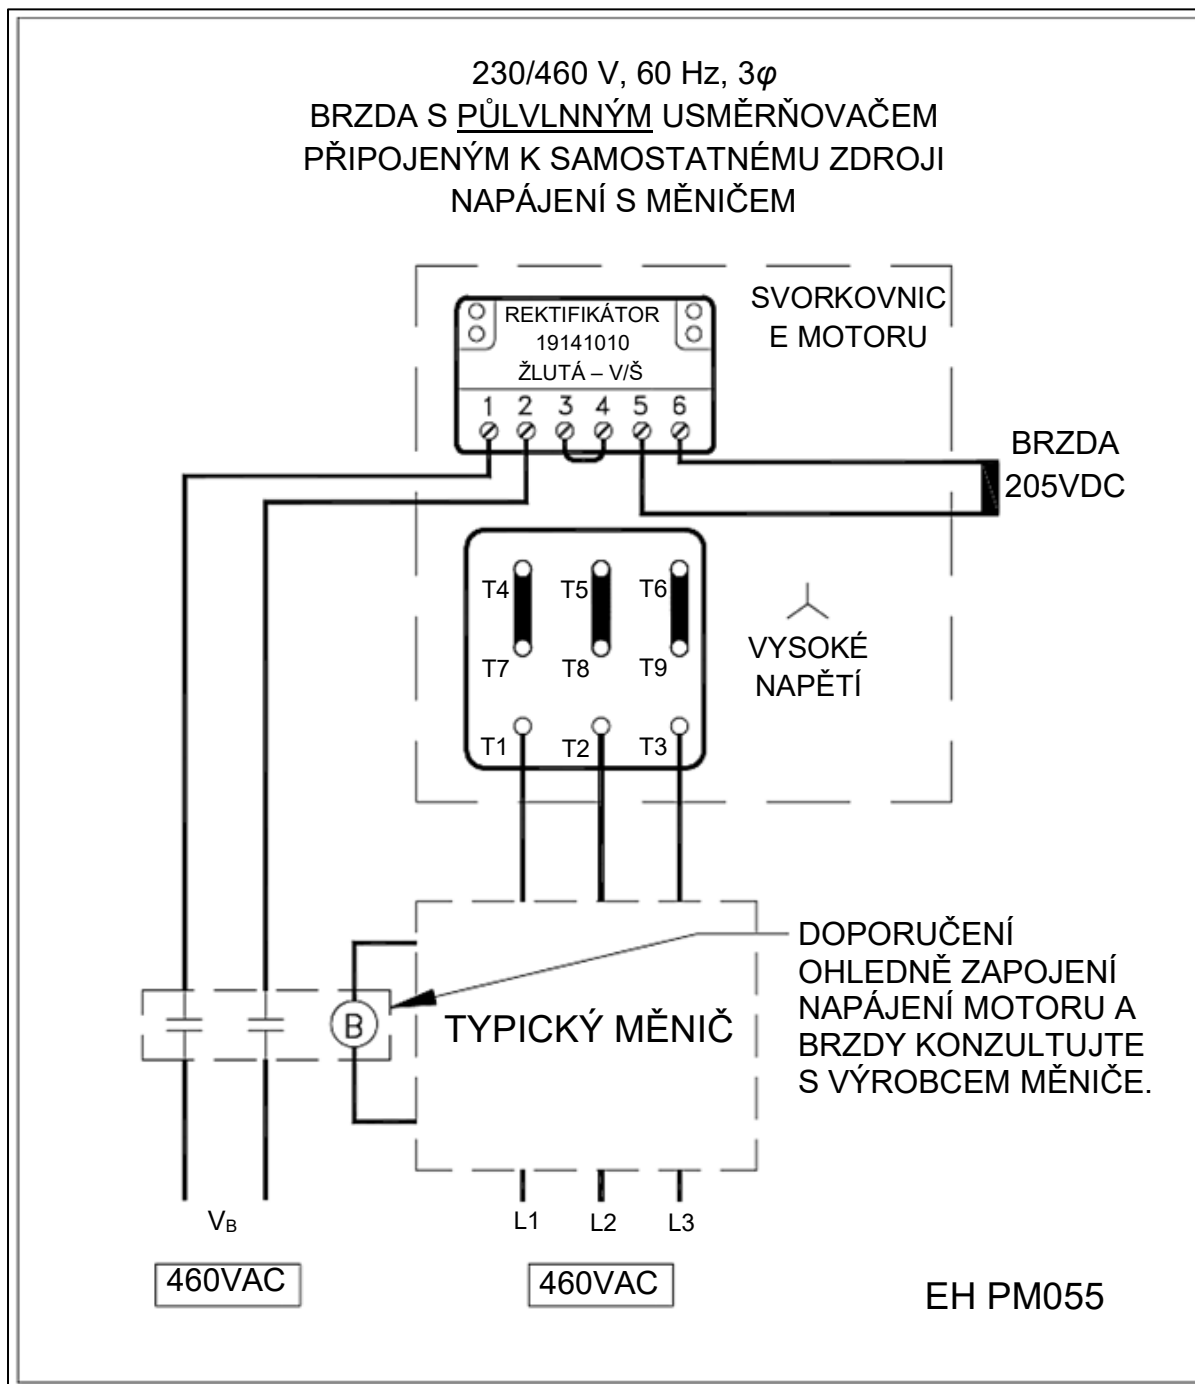 230/460 V, 60 Hz, 3φ
BRZDA S PŮLVLNNÝM USMĚRŇOVAČEM
PŘIPOJENÝM K SAMOSTATNÉMU ZDROJI
NAPÁJENÍ S MĚNIČEM
SVORKOVNIC
E MOTORU
REKTIFIKÁTOR
19141010
ŽLUTÁ – V/Š
1 2 3 4 5 6
BRZDA
205VDC
T4 T5 T6
T7 T8 T9
VYSOKÉ
NAPĚTÍ
T1 T2 T3
DOPORUČENÍ
OHLEDNĚ ZAPOJENÍ
NAPÁJENÍ MOTORU A
BRZDY KONZULTUJTE
S VÝROBCEM MĚNIČE.
B
TYPICKÝ MĚNIČ
VB
L1 L2 L3
460VAC
460VAC
EH PM055